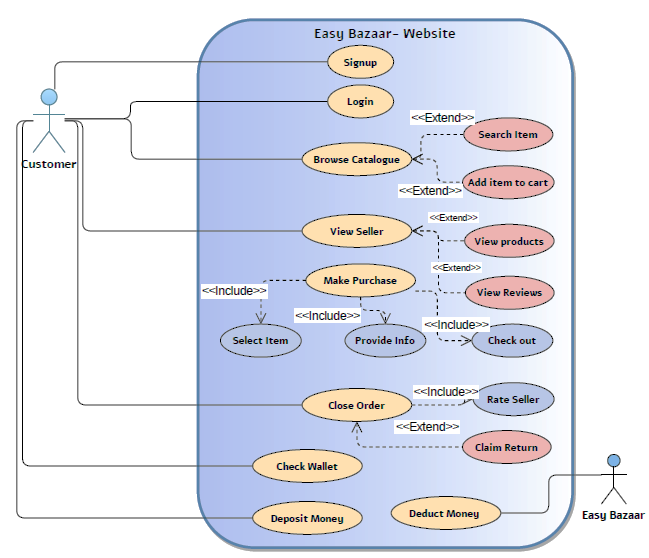 Easy Bazaar- Website
Signup
Login
<<Extend>>
Search Item
Browse Catalogue
Customer
Add item to cart
<<Extend>>
<<Extend>>
View Seller
View products
<<Extend>>
Make Purchase
<<Include>>
View Reviews
<<Include>>
<<Include>>
Select Item
Provide Info
Check out
<<Include>>
Rate Seller
Close Order
<<Extend>>
Claim Return
Check Wallet
Deposit Money
Deduct Money
Easy Bazaar